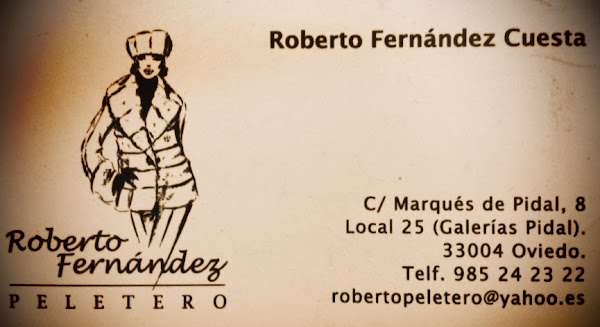 Roberto Fernández Cuesta
C/ Marqués de Pidal, 8
Local 25 (Galerías Pidal).
33004 Oviedo.
Telf. 985 24 23 22
robertopeletero@yahoo.es
Roberto
Fernández
PELETERO